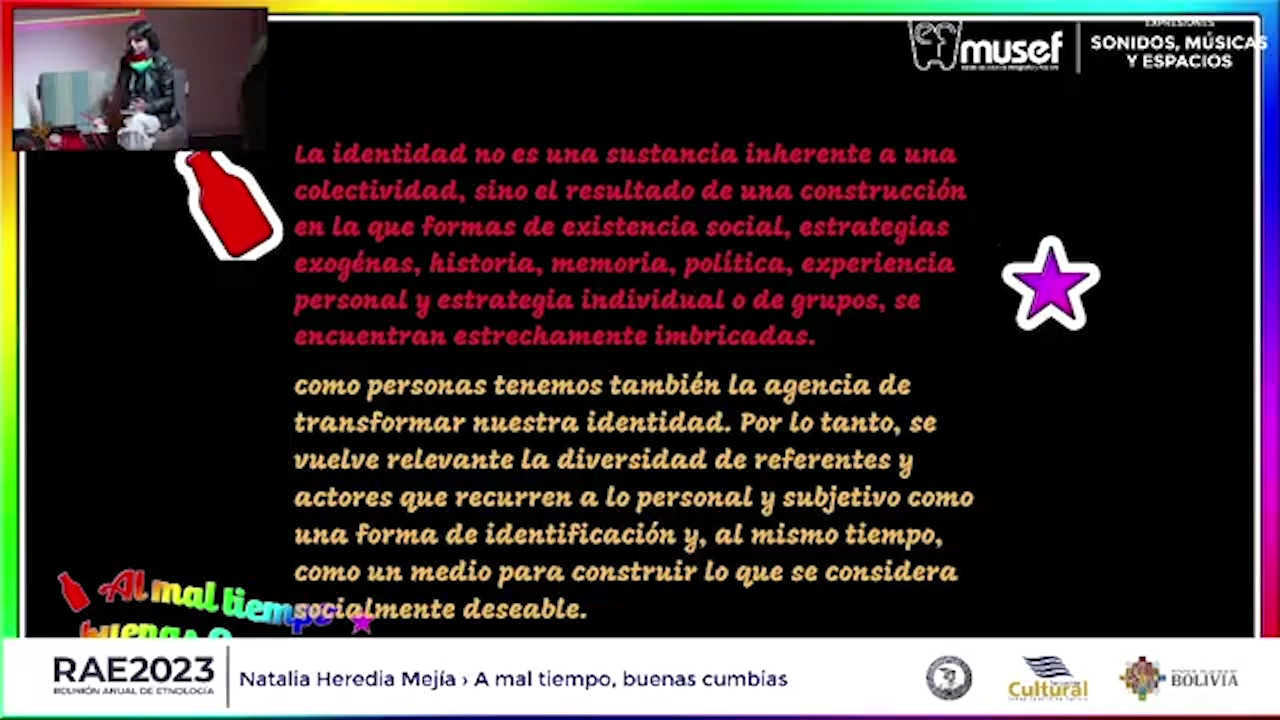 EXPRESIONES
musef
SONIDOS, MÚSICAS
Y ESPACIOS
La identidad no es una sustancia inherente a una
colectividad, sino el resultado de una construcción
en la que formas de existencia social, estrategias
exogénas, historia, memoria, política, experiencia
personal y estrategia individual o de grupos, se
encuentran estrechamente imbricadas.
como personas tenemos también la agencia de
transformar nuestra identidad. Por lo tanto, se
vuelve relevante la diversidad de referentes y
actores que recurren a lo personal y subjetivo como
una forma de identificación y, al mismo tiempo,
como un medio para construir lo que se considera
socialmente deseable.
Al mal tiempo
buenas
RAE2023
REUNIÓN ANUAL DE ETNOLOGÍA
Natalia Heredia Mejía › A mal tiempo, buenas cumbias
Cultural
BOLIVIA